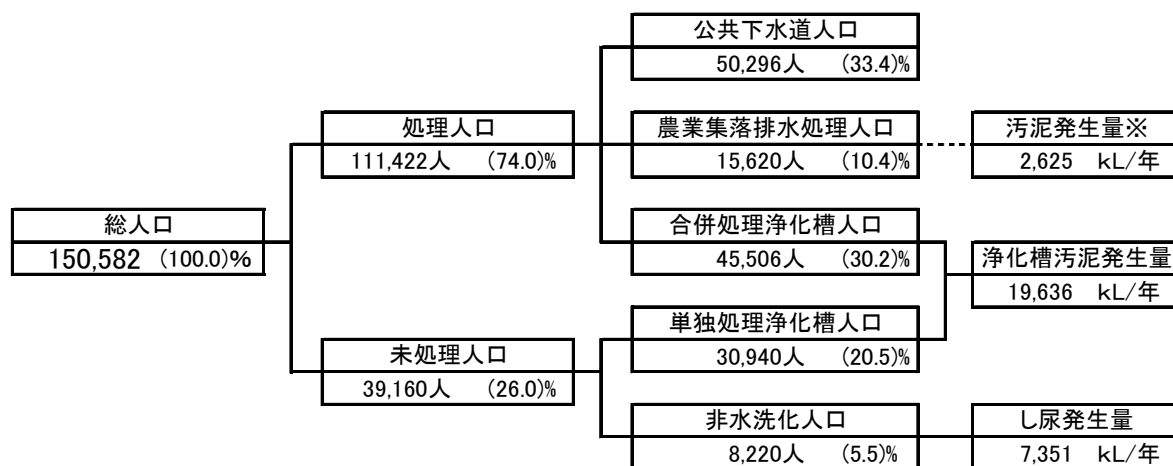 公共下水道人口
50,296人 (33.4)%
処理人口
111,422人 (74.0)%
農業集落排水処理人口
15,620人 (10.4)%
汚泥発生量※
2,625 kL/年
総人口
150,582 (100.0)%
合併処理浄化槽人口
45,506人 (30.2)%
浄化槽汚泥発生量
19,636 kL/年
未処理人口
39,160人 (26.0)%
単独処理浄化槽人口
30,940人 (20.5)%
非水洗化人口
8,220人 (5.5)%
し尿発生量
7,351 kL/年